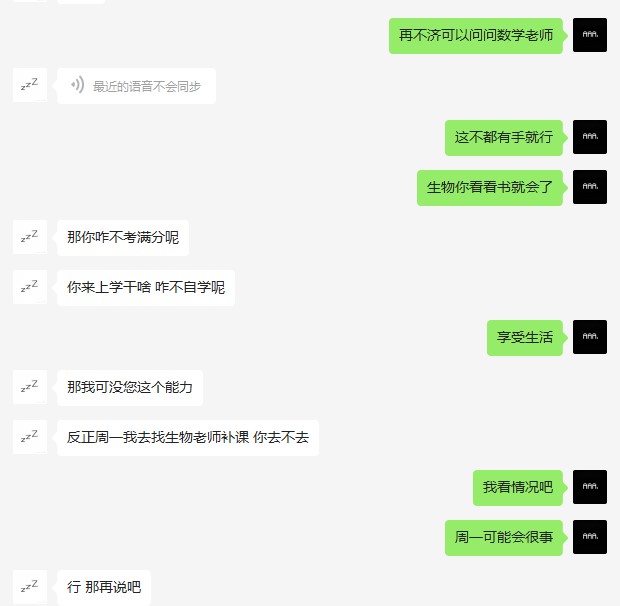 再不济可以问问数学老师
最近的语音不会同步
这不都有手就行
生物你看看书就会了
那你咋不考满分呢
你来上学干啥 咋不自学呢
享受生活
那我可没您这个能力
反正周一我去找生物老师补课 你去不去
我看情况吧
周一可能会很事
行 那再说吧